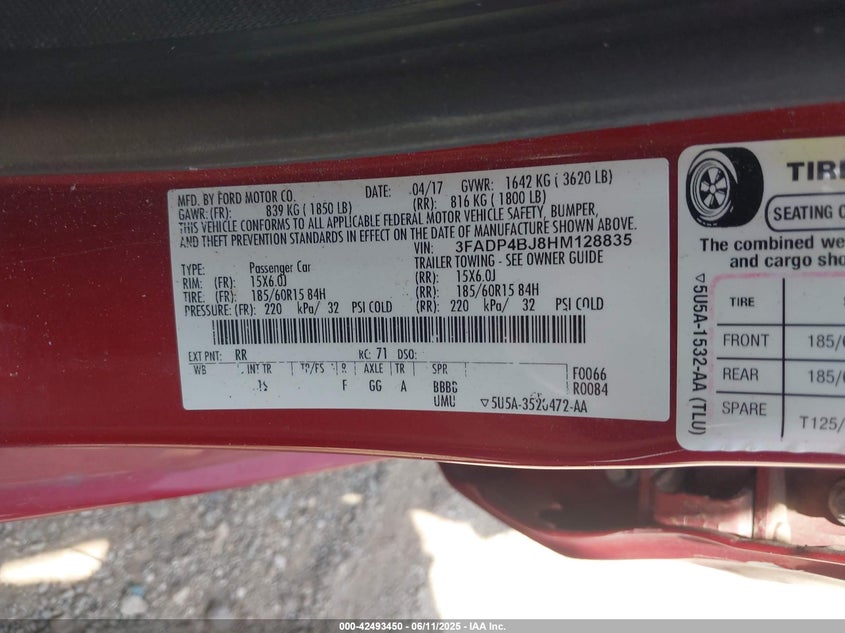 MFD. BY FORD MOTOR CO.
DATE: 04/17 GVWR: 1642 KG ( 3620 LB)
GAWR:(FR): 839 KG ( 1850 LB) (RR): 816 KG ( 1800 LB)
THIS VEHICLE CONFORMS TO ALL APPLICABLE FEDERAL MOTOR VEHICLE SAFETY, BUMPER,
AND THEFT PREVENTION STANDARDS IN EFFECT ON THE DATE OF MANUFACTURE SHOWN ABOVE.
VIN: 3FADP4BJ8HM128835
TYPE: Passenger Car TRAILER TOWING - SEE OWNER GUIDE
RIM: (FR): 15X6.0J (RR): 15X6.0J
TIRE: (FR): 185/60R15 84H (RR): 185/60R15 84H
PRESSURE: (FR): 220 kPa/ 32 PSI COLD (RR): 220 kPa/ 32 PSI COLD
EXT PNT: RR RC: 71 DSO:
WB INT TR TP/PS R AXLE TR SPR F0066
F GG A BBBG R0084
UMU ▽5U5A-3520472-AA
TIRE
SEATING
The combined
and cargo
▽5U5A-1532-AA (TLU)
TIRE
FRONT
REAR
SPARE T125/
000-42493450 - 06/11/2025 - IAA Inc.